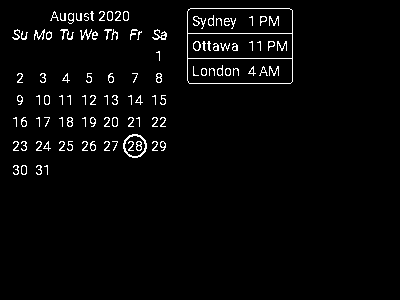 August 2020
Su Mo Tu We Th Fr Sa
1
2 3 4 5 6 7 8
9 10 11 12 13 14 15
16 17 18 19 20 21 22
23 24 25 26 27 28 29
30 31
Sydney 1 PM
Ottawa 11 PM
London 4 AM